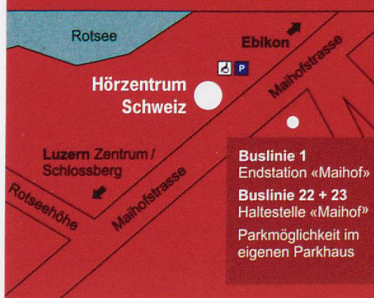 Rotsee
Ebikon
P
Maihofstrasse
Hörzentrum
Schweiz
Luzern Zentrum /
Schlossberg
Rotseehöhe
Maihofstrasse
Buslinie 1
Endstation «Maihof»
Buslinie 22 + 23
Haltestelle «Maihof»
Parkmöglichkeit im
eigenen Parkhaus